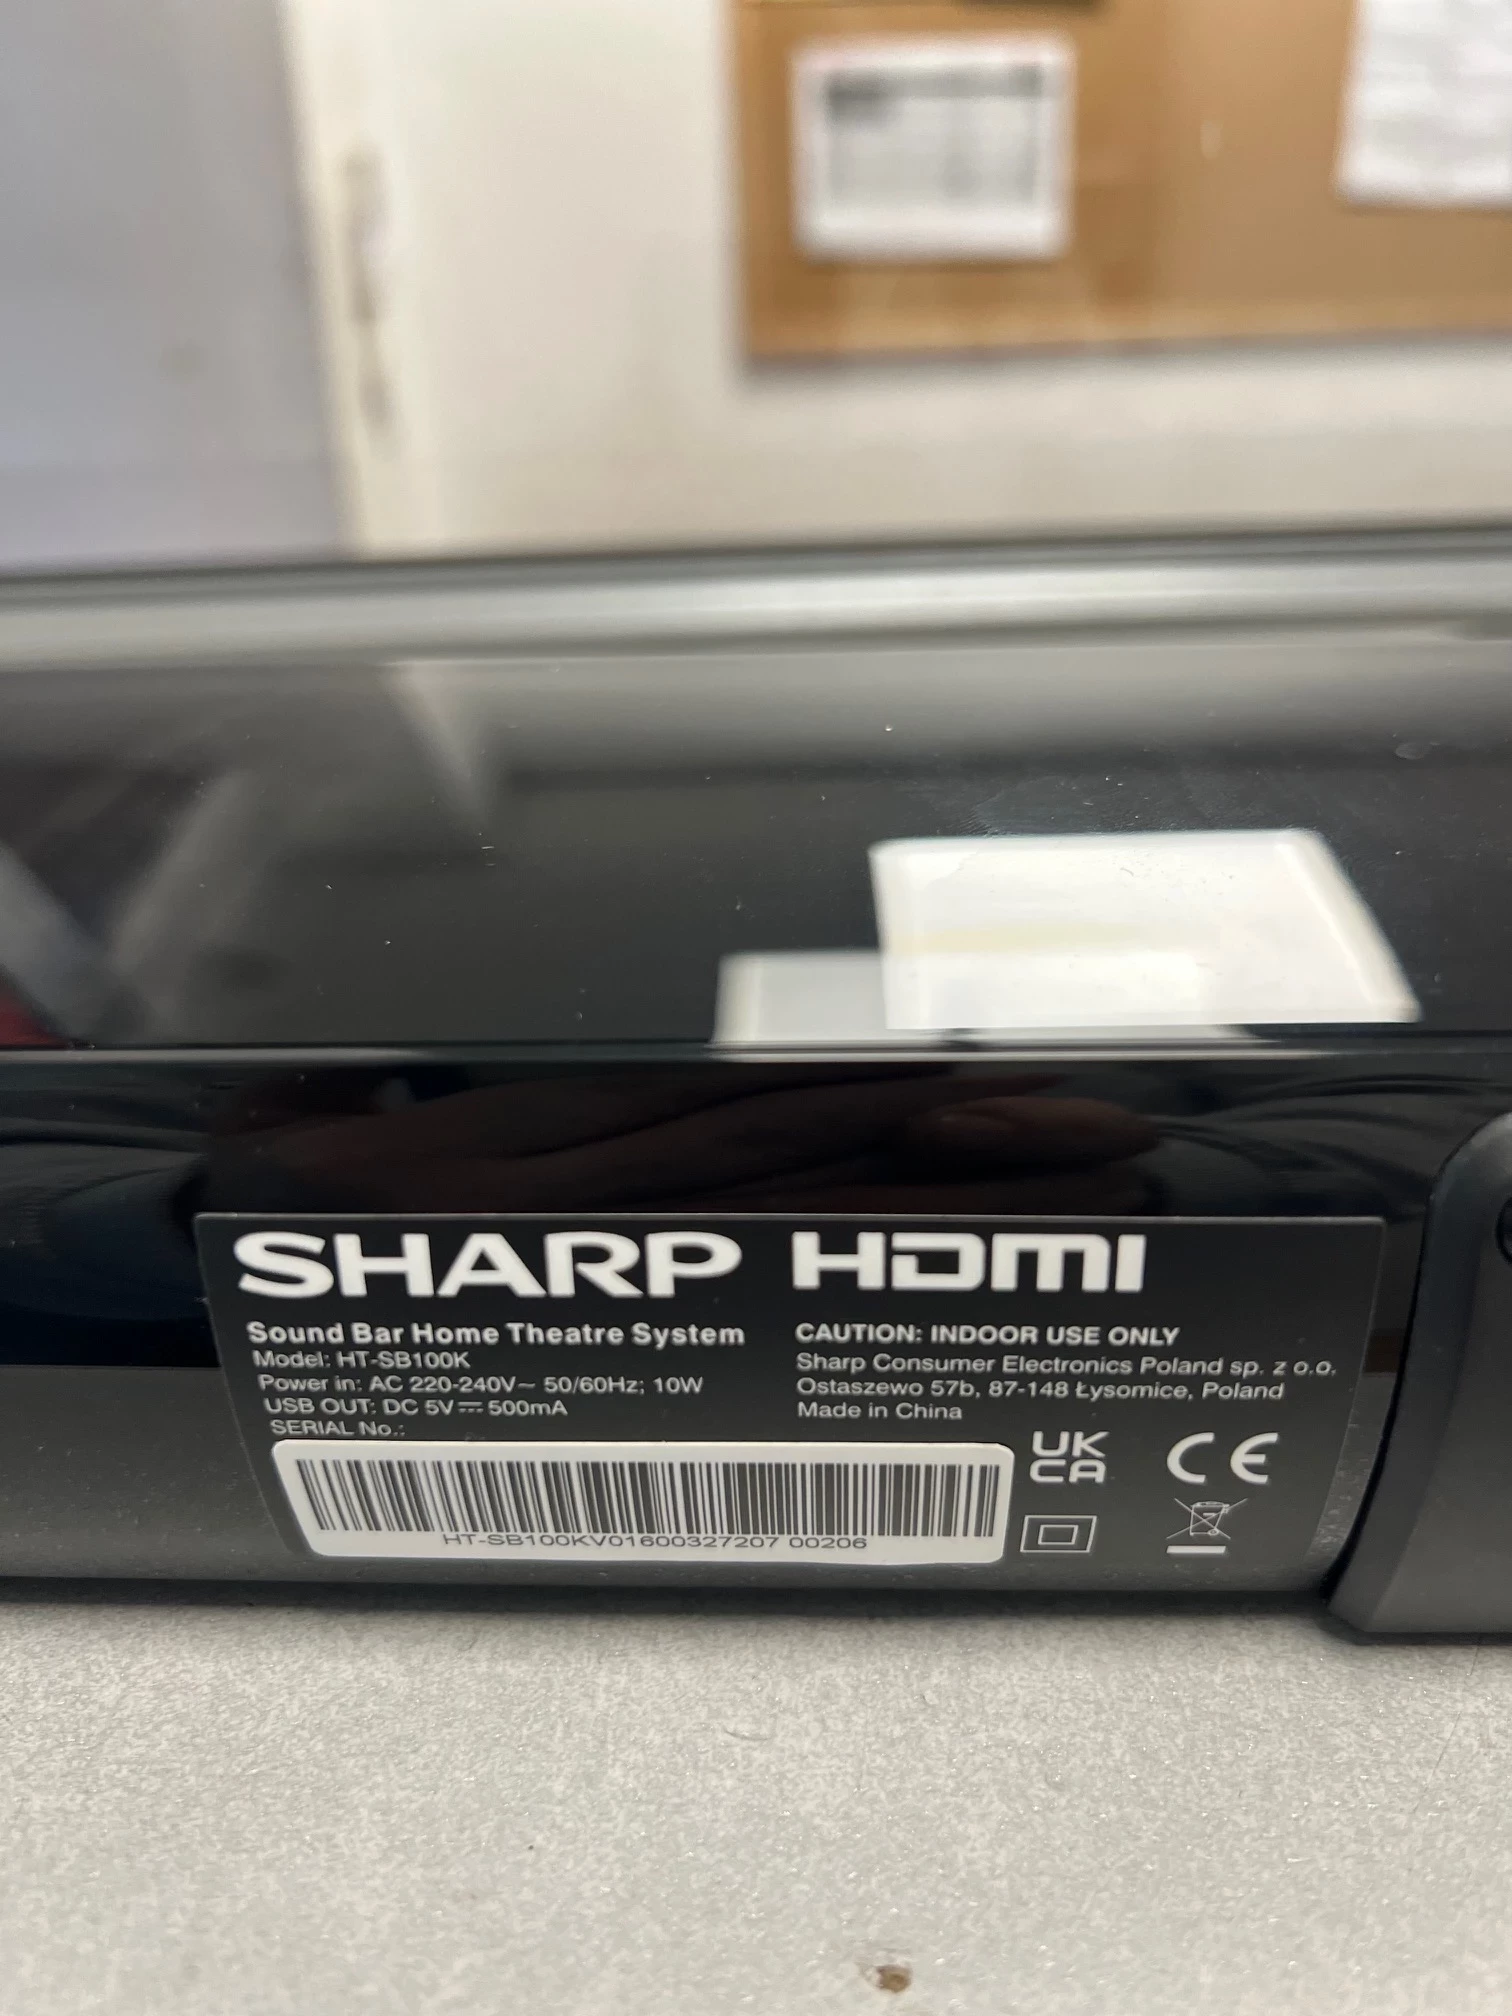 SHARP HDMI
Sound Bar Home Theatre System
Model: HT-SB100K
Power in: AC 220-240V~ 50/60Hz; 10W
USB OUT: DC 5V⎓500mA
SERIAL No.:
HT-SB100KV01600327207 00206
CAUTION: INDOOR USE ONLY
Sharp Consumer Electronics Poland sp. z o.o.
Ostaszewo 57b, 87-148 Łysomice, Poland
Made in China
UK
CA
CE